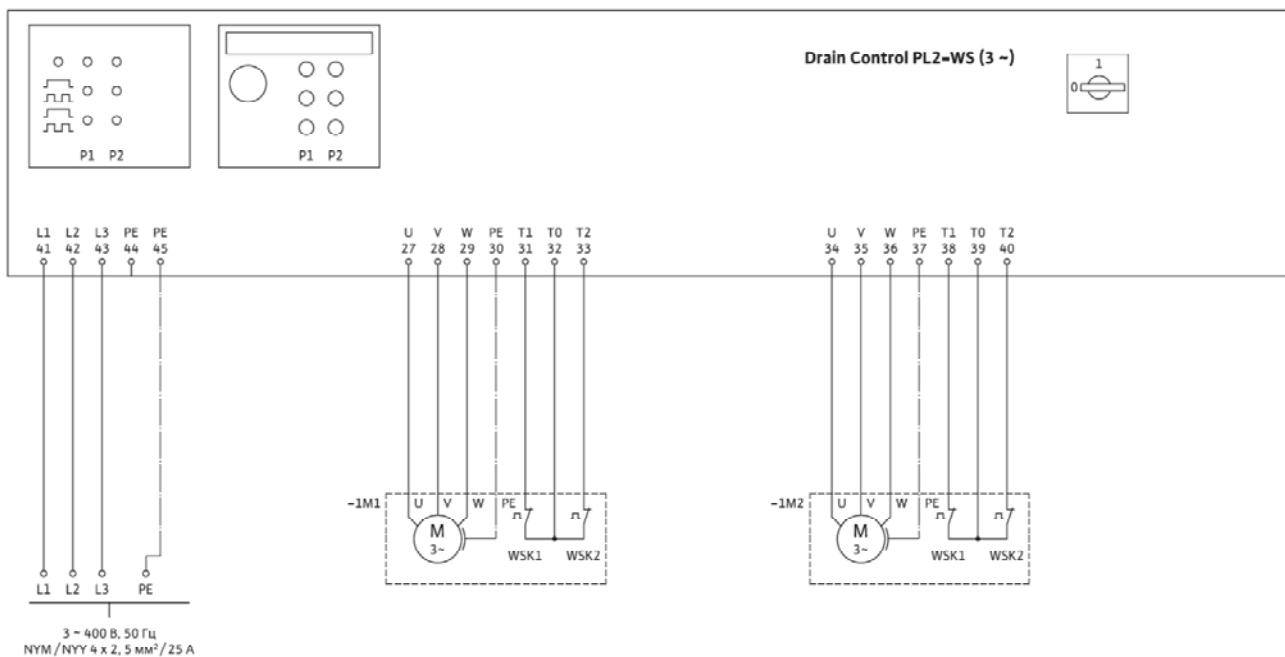 Drain Control PL2-WS (3 ~)
1
0
P1 P2
P1 P2
L1 L2 L3 PE PE
41 42 43 44 45
U V W PE T1 T0 T2
27 28 29 30 31 32 33
U V W PE T1 T0 T2
34 35 36 37 38 39 40
-1M1 U V W PE
M
3~
WSK1 WSK2
-1M2 U V W PE
M
3~
WSK1 WSK2
L1 L2 L3 PE
3 ~ 400 В, 50 Гц
NYM / NYY 4 x 2, 5 мм² / 25 А